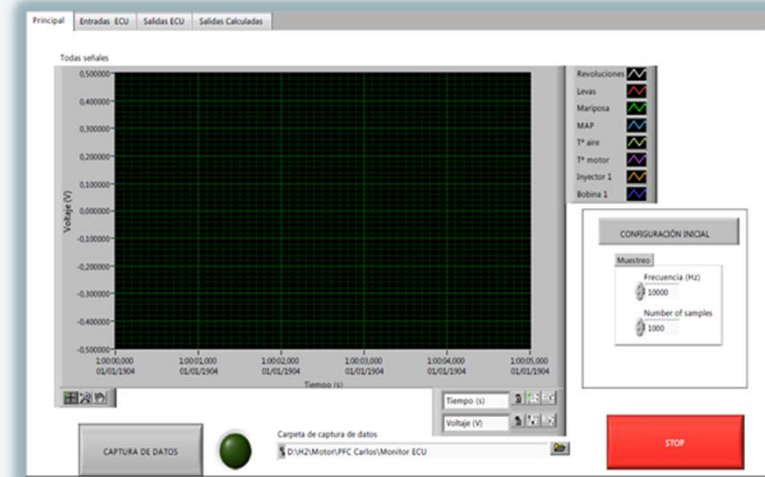 Principal Entradas ECU Salidas ECU Salidas Calculadas
Todas señales
Voltaje (V)
0,500000
0,400000
0,300000
0,200000
0,100000
0,000000
-0,100000
-0,200000
-0,300000
-0,400000
-0,500000
1:00:00,000 1:00:01,000 1:00:02,000 1:00:03,000 1:00:04,000 1:00:05,000
01/01/1904 01/01/1904 01/01/1904 01/01/1904 01/01/1904 01/01/1904
Tiempo (s)
Revoluciones
Levas
Mariposa
MAP
Tª aire
Tª motor
Inyector 1
Bobina 1
CONFIGURACIÓN INICIAL
Muestreo
Frecuencia (Hz)
10000
Number of samples
1000
Tiempo (s)
Voltaje (V)
CAPTURA DE DATOS
Carpeta de captura de datos
D:\H2\Motor\PFC Carlos\Monitor ECU
STOP